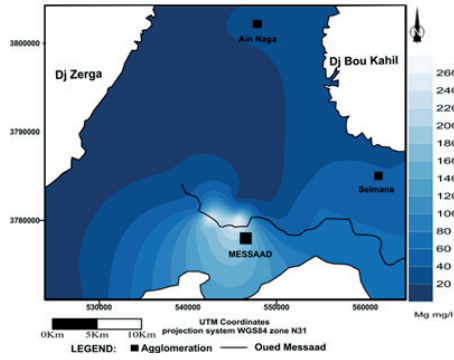 3804000
Ain Naga
Dj Zerga
Dj Bou Kahil
N
260
240
220
200
180
160
140
120
100
80
60
40
20
Mg mg/l
3790000
Selmana
3780000
MESSAAD
530000 540000 550000 560000
0Km 5Km 10Km
UTM Coordinates
projection system WGS84 zone N31
LEGEND: Agglomeration Oued Messaad